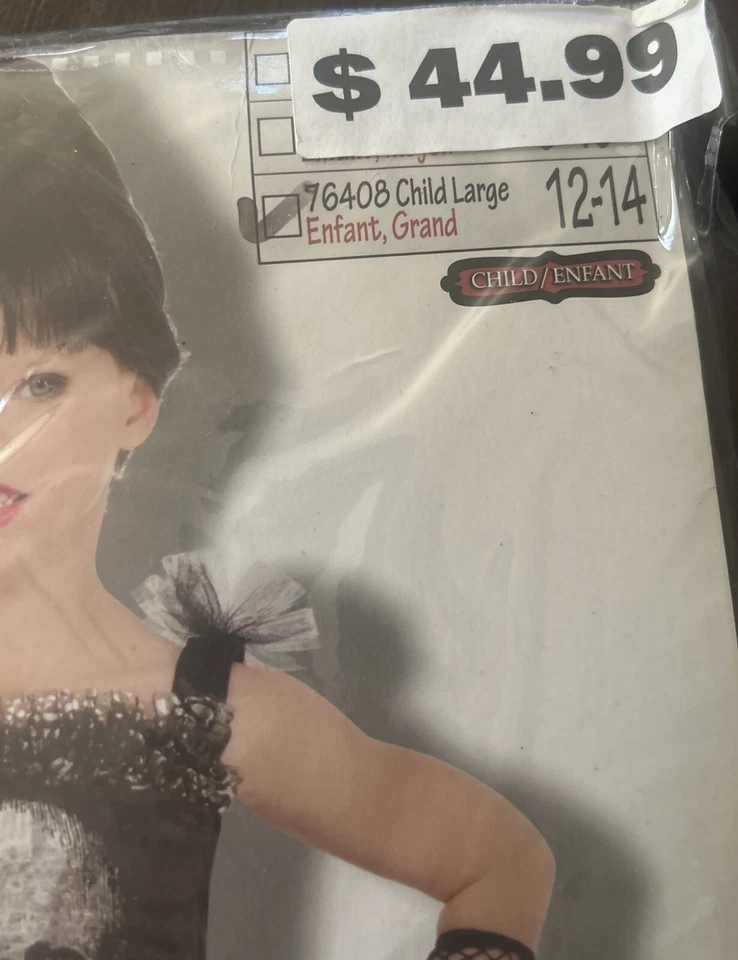 $ 44.99
76408 Child Large 12-14
Enfant, Grand
CHILD/ENFANT